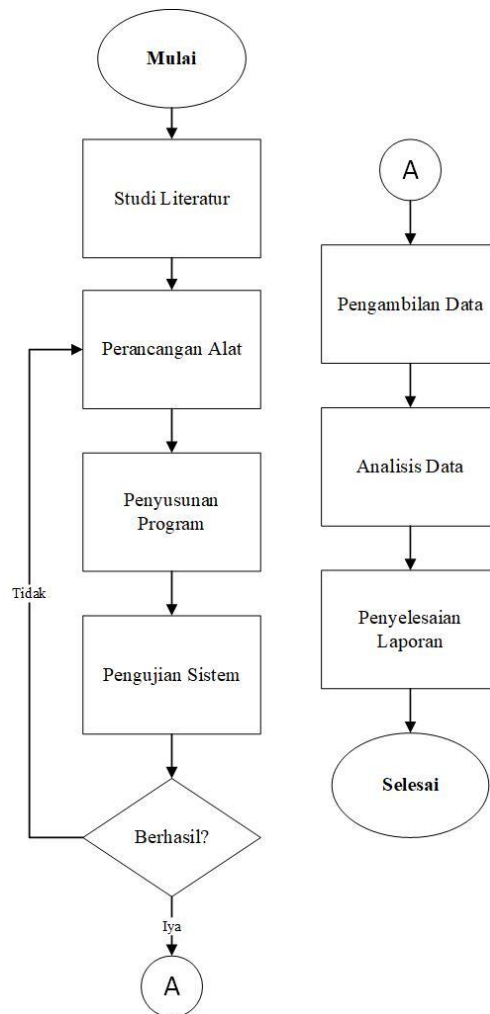 Mulai
Studi Literatur
Perancangan Alat
Penyusunan
Program
Tidak
Pengujian Sistem
Berhasil?
Iya
A
A
Pengambilan Data
Analisis Data
Penyelesaian
Laporan
Selesai